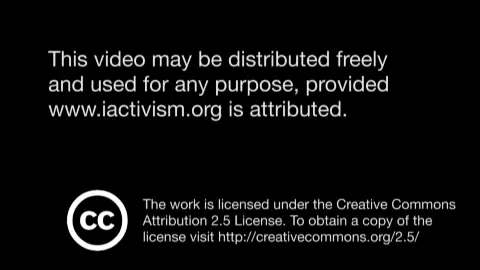 This video may be distributed freely
and used for any purpose, provided
www.iactivism.org is attributed.
cc
The work is licensed under the Creative Commons
Attribution 2.5 License. To obtain a copy of the
license visit http://creativecommons.org/2.5/